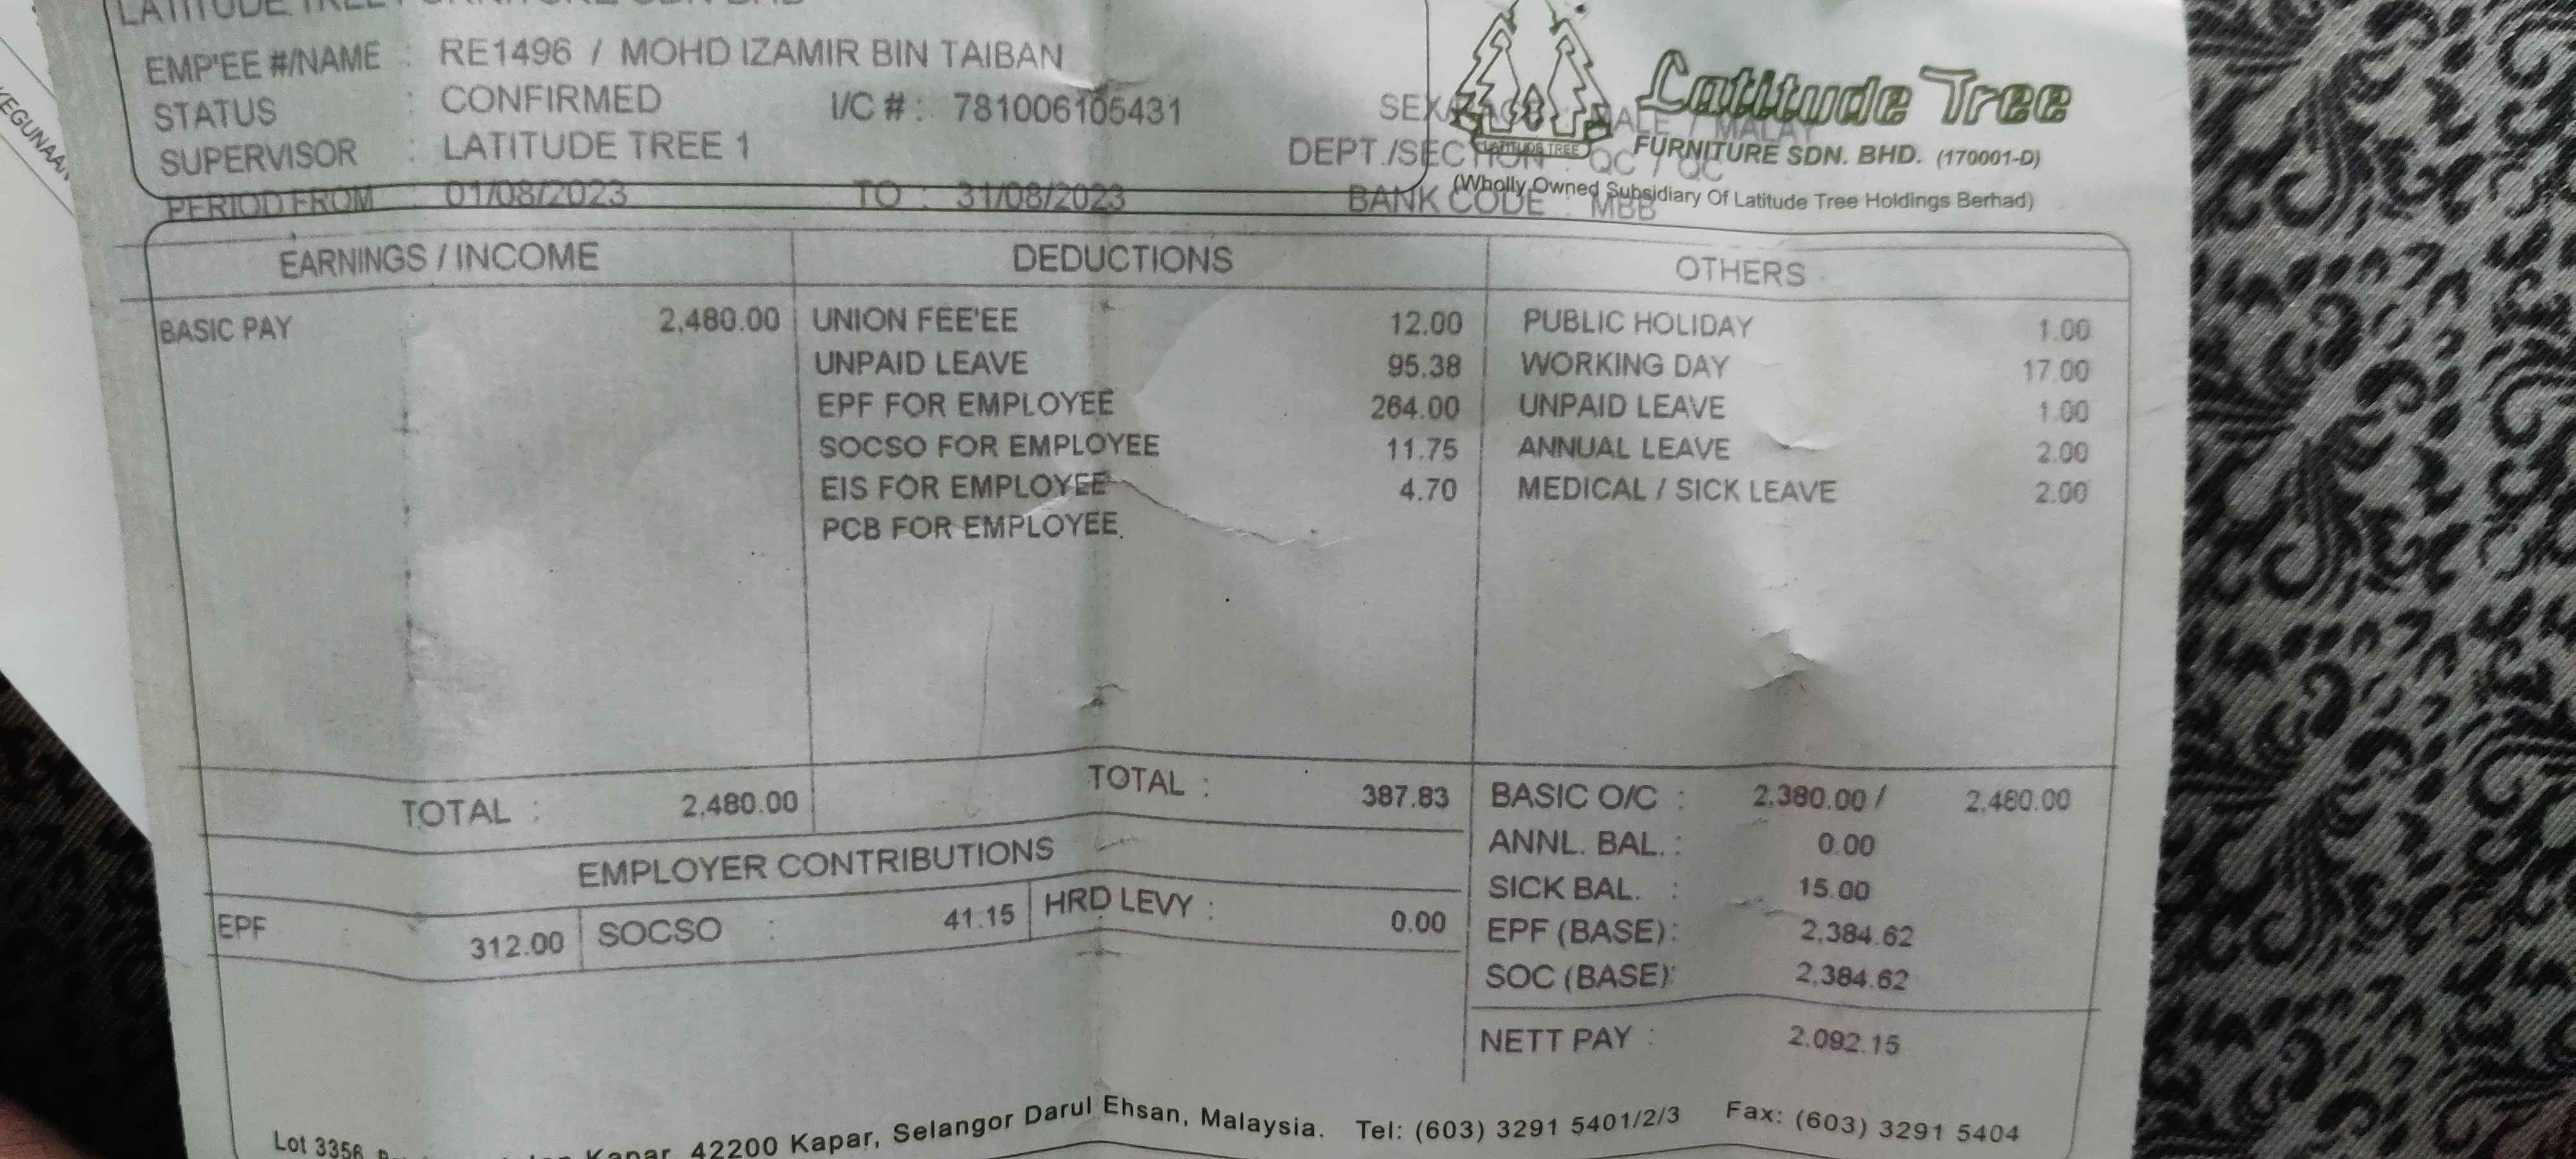 LATITUDE TREE FURNITURE SDN BHD
EMP'EE #/NAME : RE1496 / MOHD IZAMIR BIN TAIBAN
STATUS : CONFIRMED I/C # : 781006105431
SUPERVISOR : LATITUDE TREE 1
PERIOD FROM : 01/08/2023 TO : 31/08/2023
SEX MALE / MALAY
DEPT./SECTION QC / QC
BANK CODE : MBB
LATITUDE TREE
Latitude Tree
FURNITURE SDN. BHD. (170001-D)
(Wholly Owned Subsidiary Of Latitude Tree Holdings Berhad)
EARNINGS / INCOME DEDUCTIONS OTHERS
BASIC PAY 2,480.00 UNION FEE'EE 12.00 PUBLIC HOLIDAY 1.00
UNPAID LEAVE 95.38 WORKING DAY 17.00
EPF FOR EMPLOYEE 264.00 UNPAID LEAVE 1.00
SOCSO FOR EMPLOYEE 11.75 ANNUAL LEAVE 2.00
EIS FOR EMPLOYEE 4.70 MEDICAL / SICK LEAVE 2.00
PCB FOR EMPLOYEE
TOTAL : 2,480.00 TOTAL : 387.83 BASIC O/C : 2,380.00 / 2,480.00
ANNL. BAL. : 0.00
EMPLOYER CONTRIBUTIONS SICK BAL. : 15.00
EPF : 312.00 SOCSO : 41.15 HRD LEVY : 0.00 EPF (BASE): 2,384.62
SOC (BASE): 2,384.62
NETT PAY : 2,092.15
Lot 3356 Kapar, 42200 Kapar, Selangor Darul Ehsan, Malaysia. Tel: (603) 3291 5401/2/3 Fax: (603) 3291 5404
KEGUNAAN